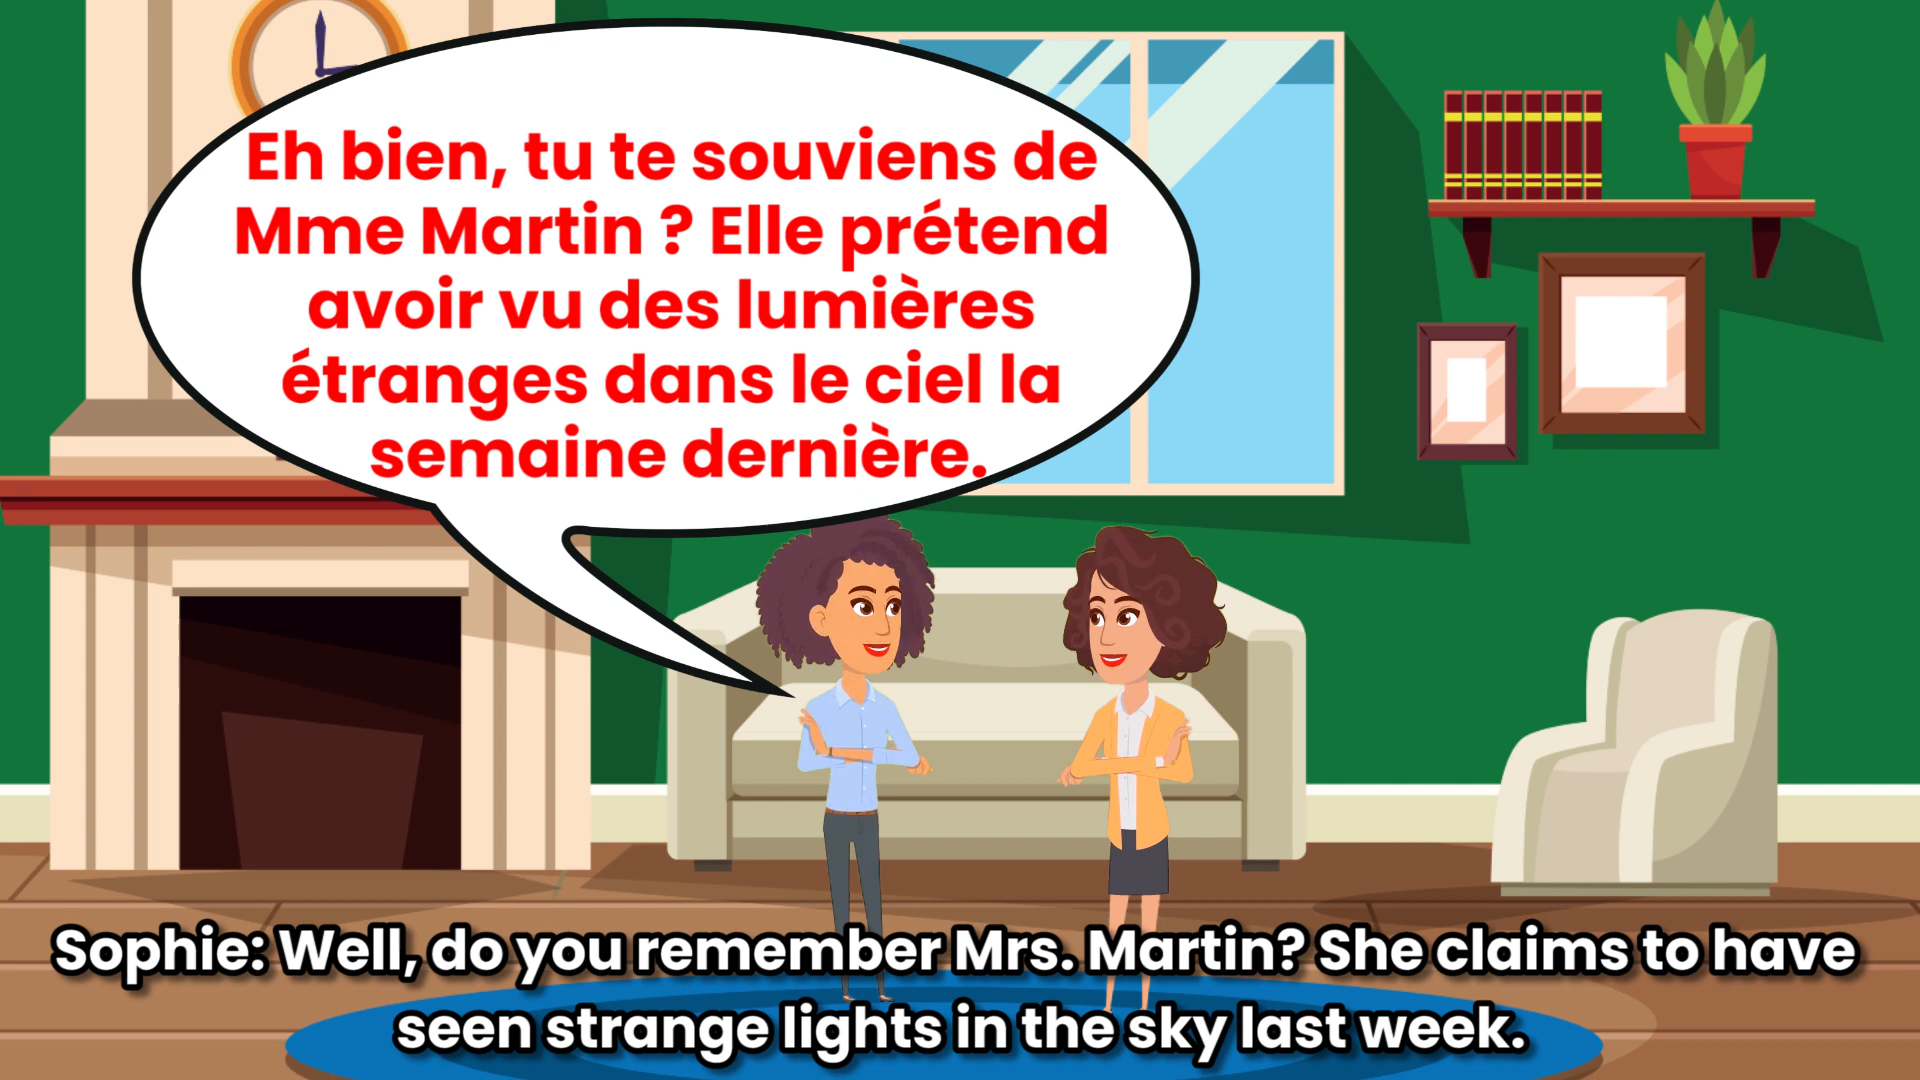 Eh bien, tu te souviens de
Mme Martin ? Elle prétend
avoir vu des lumières
étranges dans le ciel la
semaine dernière.
Sophie: Well, do you remember Mrs. Martin? She claims to have
seen strange lights in the sky last week.